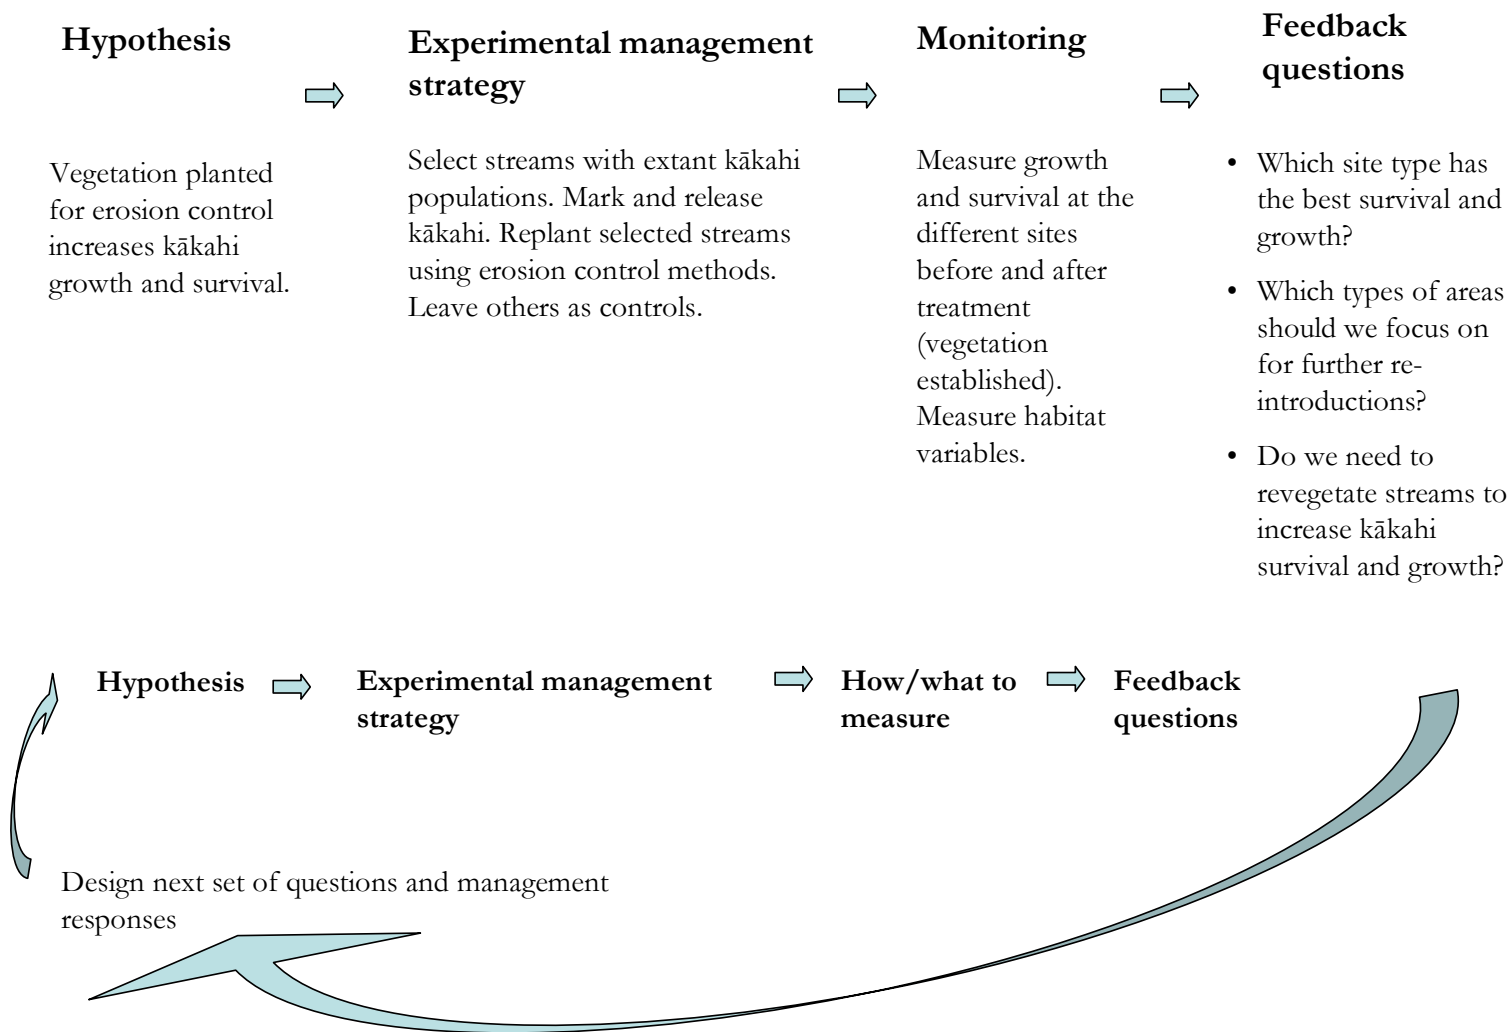 Hypothesis
Experimental management
strategy
Monitoring
Feedback
questions
Vegetation planted
for erosion control
increases kākahi
growth and survival.
Select streams with extant kākahi
populations. Mark and release
kākahi. Replant selected streams
using erosion control methods.
Leave others as controls.
Measure growth
and survival at the
different sites
before and after
treatment
(vegetation
established).
Measure habitat
variables.
• Which site type has
the best survival and
growth?
• Which types of areas
should we focus on
for further re-
introductions?
• Do we need to
revegetate streams to
increase kākahi
survival and growth?
Hypothesis
Experimental management
strategy
How/what to
measure
Feedback
questions
Design next set of questions and management
responses